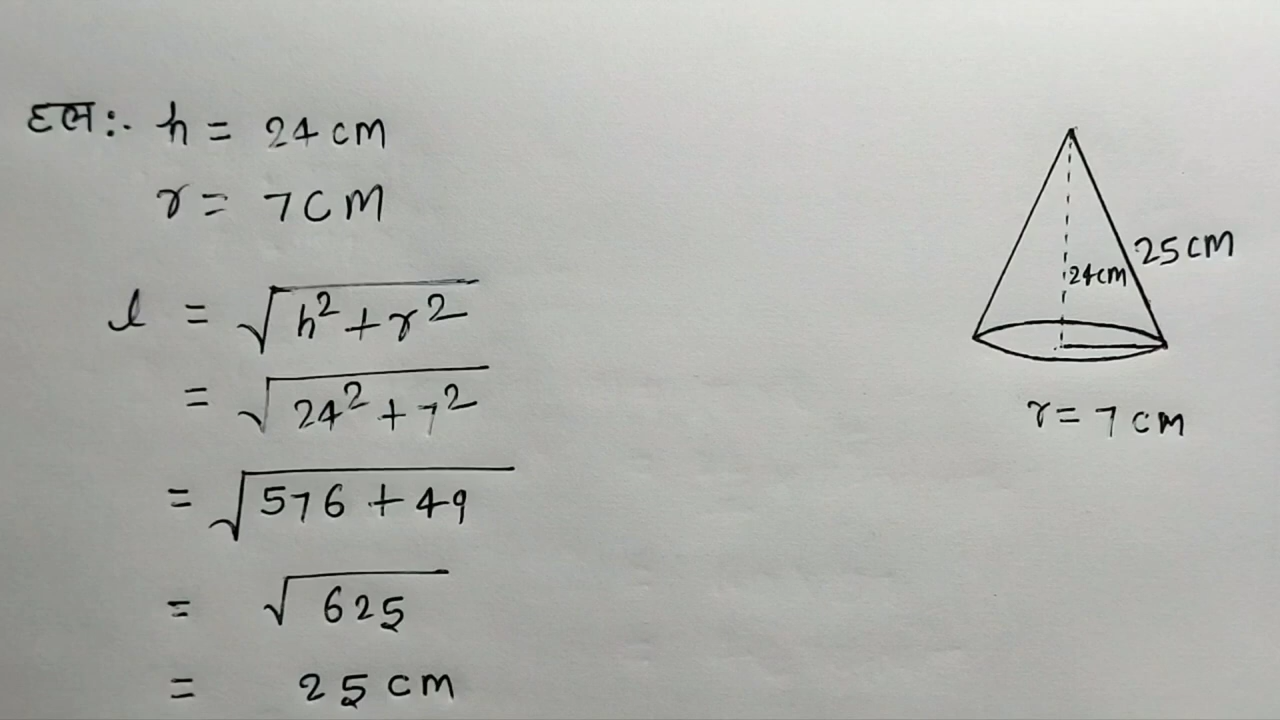 हल:- h = 24 cm
r = 7 cm
l = √(h² + r²)
= √(24² + 7²)
= √(576 + 49)
= √625
= 25 cm
25 cm
24 cm
r = 7 cm